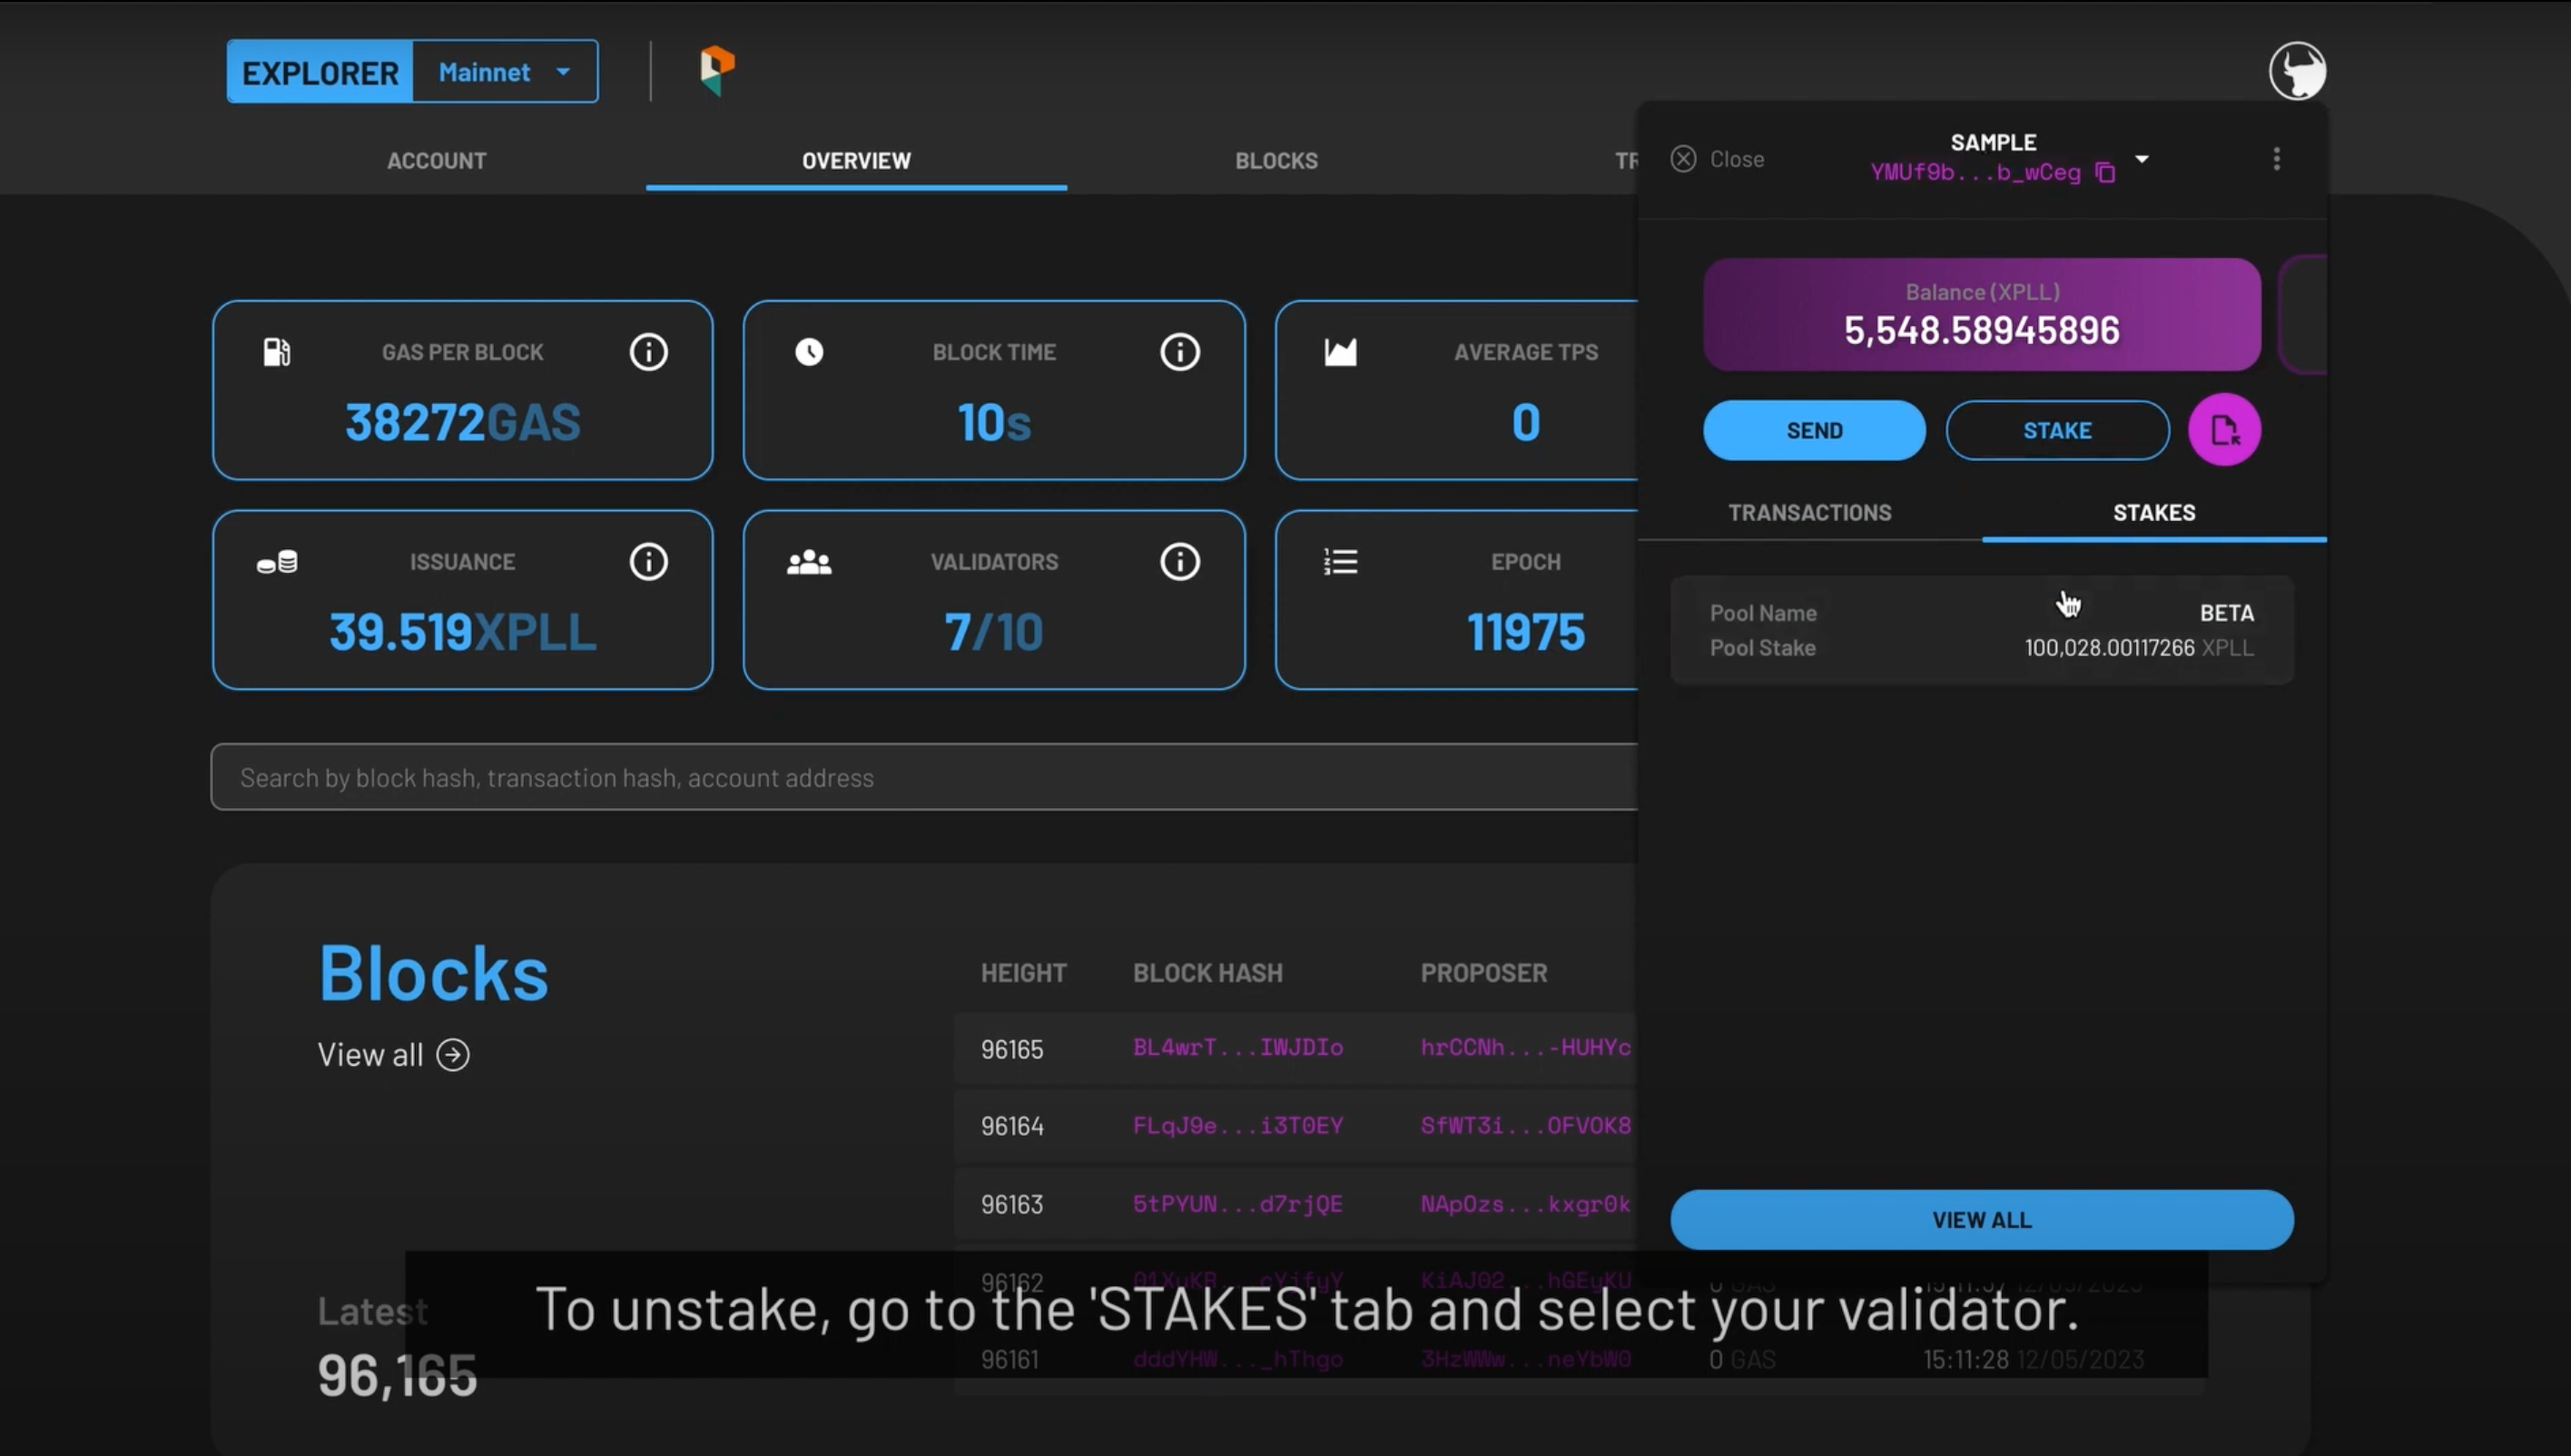 EXPLORER Mainnet
ACCOUNT OVERVIEW BLOCKS TR
Close
SAMPLE
YMUf9b...b_wCeg
Balance (XPLL)
5,548.58945896
SEND STAKE
TRANSACTIONS STAKES
Pool Name BETA
Pool Stake 100,028.00117266 XPLL
VIEW ALL
GAS PER BLOCK
38272GAS
BLOCK TIME
10s
AVERAGE TPS
0
ISSUANCE
39.519XPLL
VALIDATORS
7/10
EPOCH
11975
Search by block hash, transaction hash, account address
Blocks
View all
Latest
96,165
HEIGHT BLOCK HASH PROPOSER
96165 BL4wrT...IWJDIo hrCCNh...-HUHYc
96164 FLqJ9e...i3T0EY SfWT3i...OFVOK8
96163 5tPYUN...d7rjQE NApOzs...kxgr0k
96162
96161 dddYHW..._hThgo 3HzWWw...neYbW0 0 GAS 15:11:28 12/05/2023
To unstake, go to the 'STAKES' tab and select your validator.